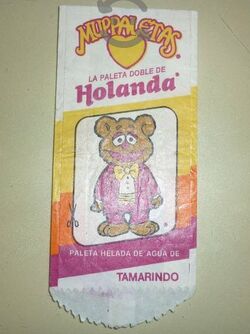 MUPPALETAS®
LA PALETA DOBLE DE
Holanda®
PALETA HELADA DE AGUA DE
TAMARINDO